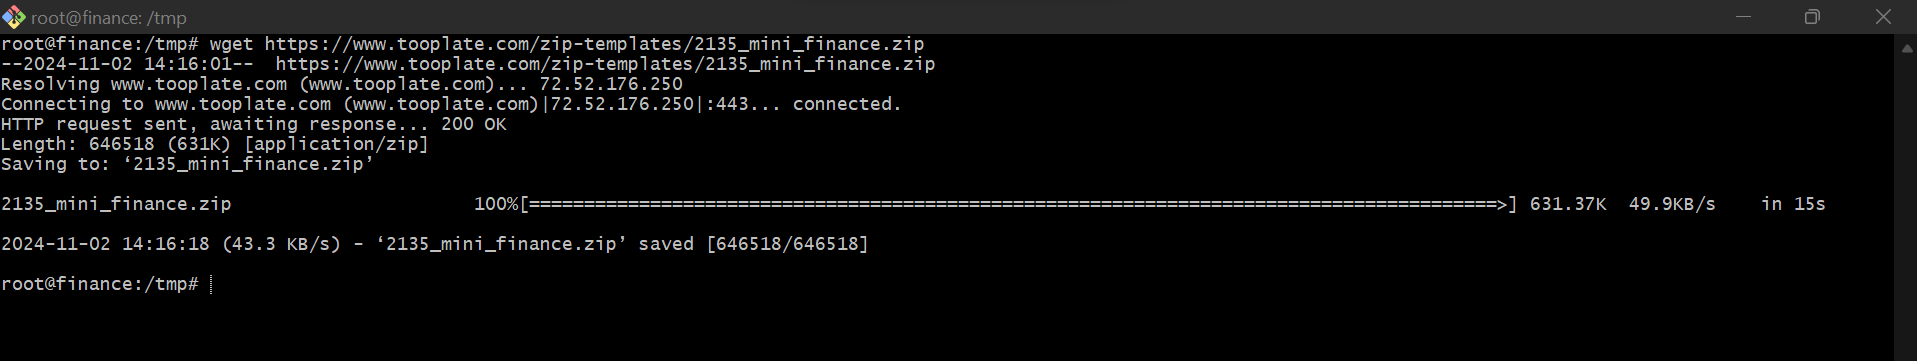 root@finance: /tmp
root@finance:/tmp# wget https://www.tooplate.com/zip-templates/2135_mini_finance.zip
--2024-11-02 14:16:01--  https://www.tooplate.com/zip-templates/2135_mini_finance.zip
Resolving www.tooplate.com (www.tooplate.com)... 72.52.176.250
Connecting to www.tooplate.com (www.tooplate.com)|72.52.176.250|:443... connected.
HTTP request sent, awaiting response... 200 OK
Length: 646518 (631K) [application/zip]
Saving to: ‘2135_mini_finance.zip’
2135_mini_finance.zip 100%[========================================================================================>] 631.37K  49.9KB/s    in 15s
2024-11-02 14:16:18 (43.3 KB/s) - ‘2135_mini_finance.zip’ saved [646518/646518]
root@finance:/tmp#